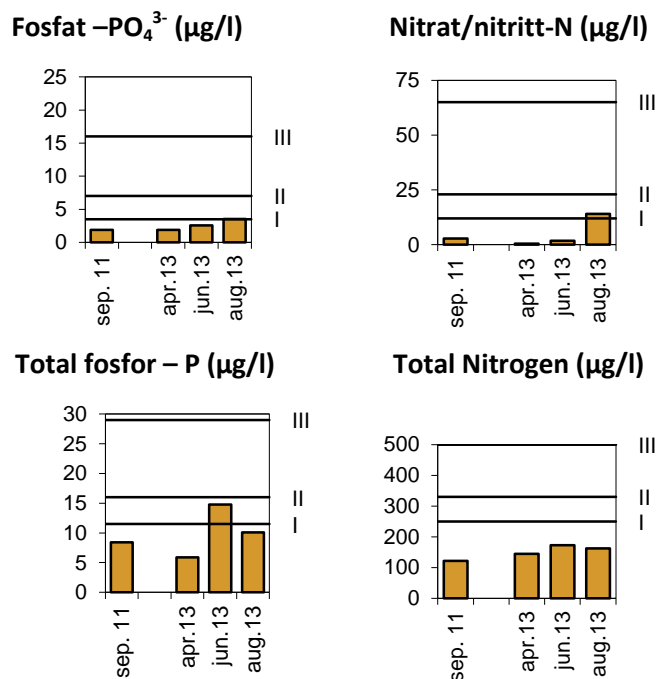 Fosfat –PO₄³⁻ (µg/l)
25
20
15
10
5
0
III
II
I
sep. 11
apr.13
jun.13
aug.13
Nitrat/nitritt-N (µg/l)
75
50
25
0
III
II
I
sep. 11
apr.13
jun.13
aug.13
Total fosfor – P (µg/l)
30
25
20
15
10
5
0
III
II
I
sep. 11
apr.13
jun.13
aug.13
Total Nitrogen (µg/l)
500
400
300
200
100
0
III
II
I
sep. 11
apr.13
jun.13
aug.13